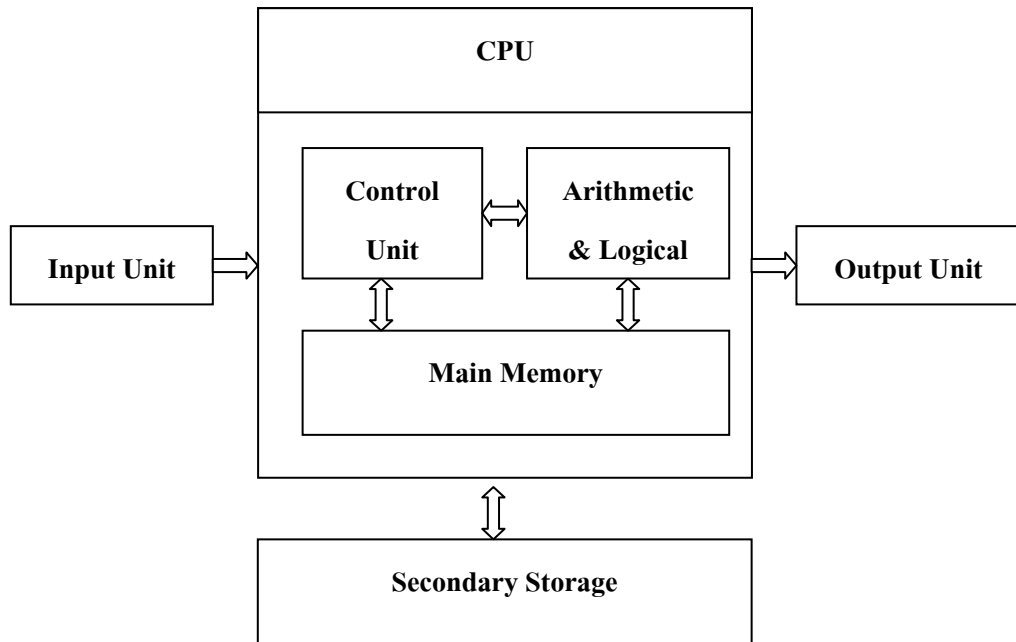 CPU
Control
Unit
Arithmetic
& Logical
Input Unit
Output Unit
Main Memory
Secondary Storage